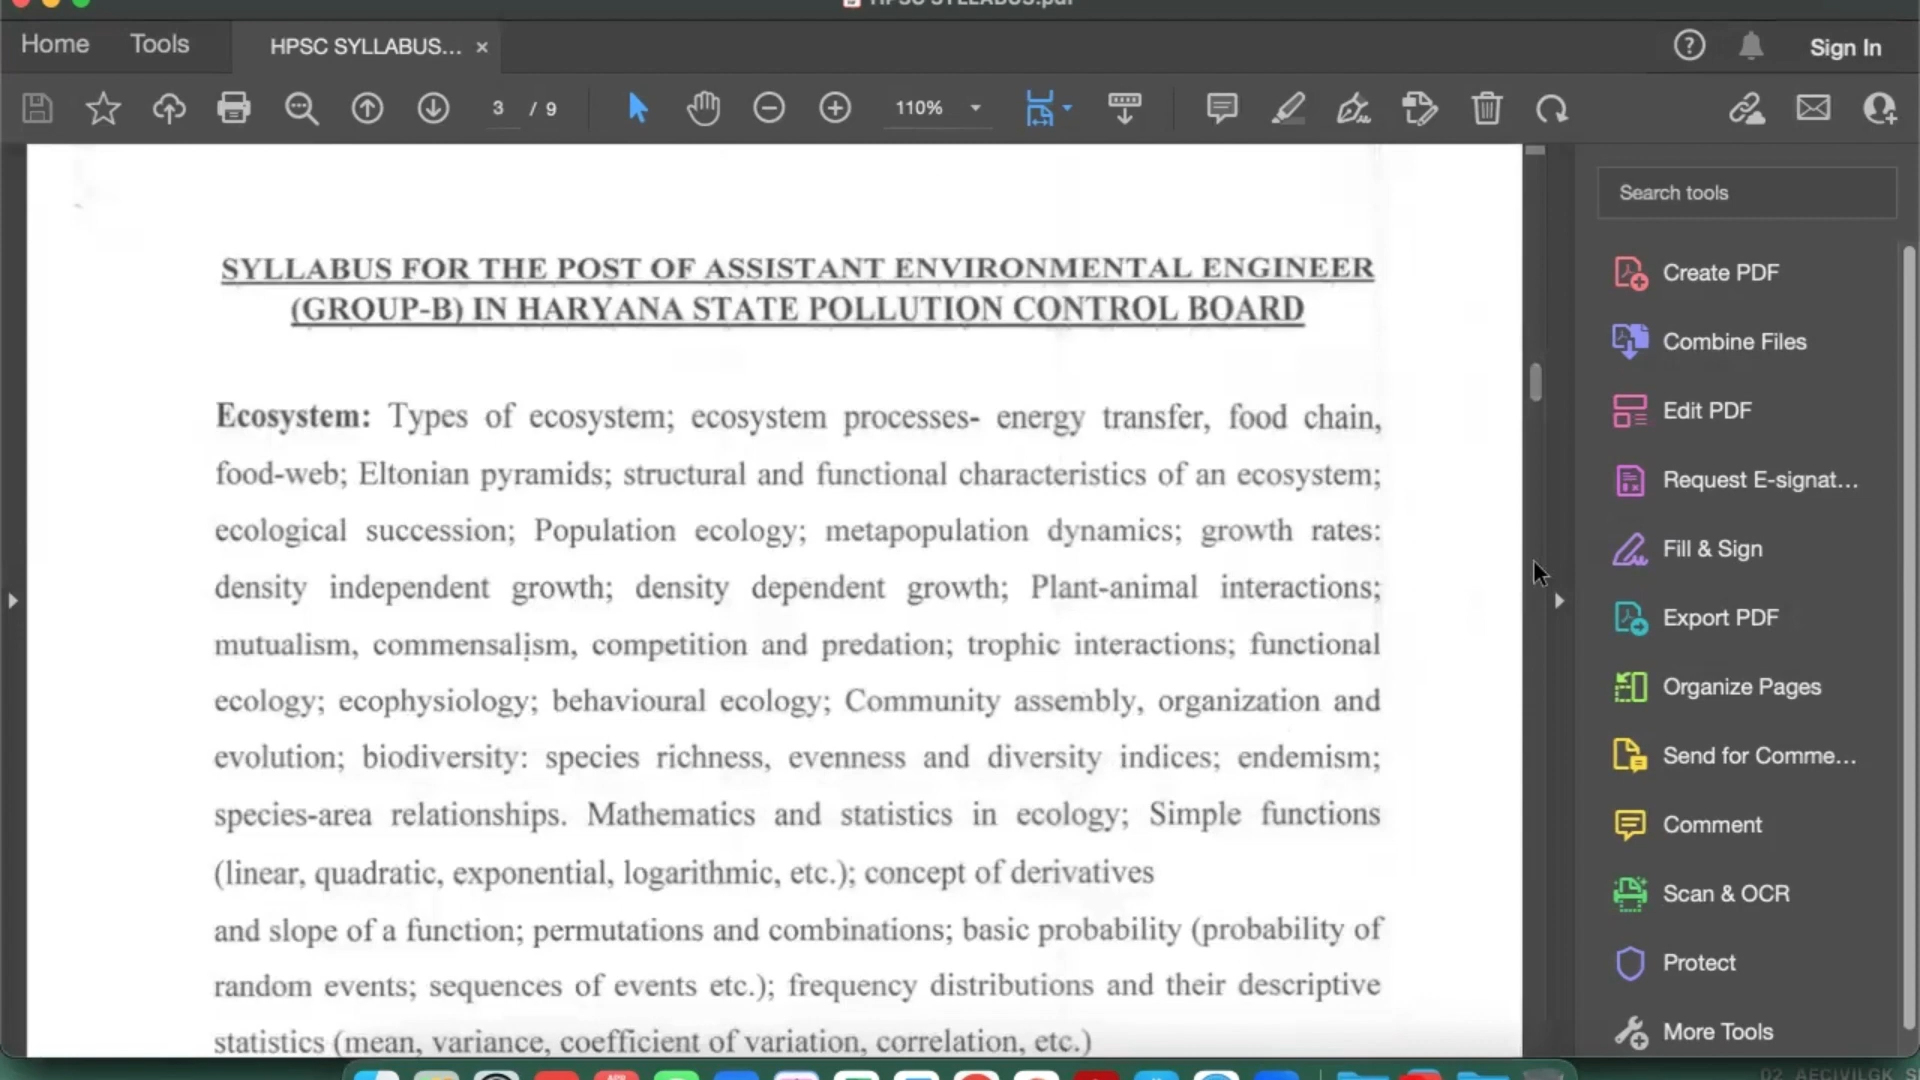 HPSC SYLLABUS.pdf
Home Tools HPSC SYLLABUS... × ? Sign In
3 / 9 110%
Search tools
Create PDF
Combine Files
Edit PDF
Request E-signat...
Fill & Sign
Export PDF
Organize Pages
Send for Comme...
Comment
Scan & OCR
Protect
More Tools
SYLLABUS FOR THE POST OF ASSISTANT ENVIRONMENTAL ENGINEER
(GROUP-B) IN HARYANA STATE POLLUTION CONTROL BOARD
Ecosystem: Types of ecosystem; ecosystem processes- energy transfer, food chain,
food-web; Eltonian pyramids; structural and functional characteristics of an ecosystem;
ecological succession; Population ecology; metapopulation dynamics; growth rates:
density independent growth; density dependent growth; Plant-animal interactions;
mutualism, commensalism, competition and predation; trophic interactions; functional
ecology; ecophysiology; behavioural ecology; Community assembly, organization and
evolution; biodiversity: species richness, evenness and diversity indices; endemism;
species-area relationships. Mathematics and statistics in ecology; Simple functions
(linear, quadratic, exponential, logarithmic, etc.); concept of derivatives
and slope of a function; permutations and combinations; basic probability (probability of
random events; sequences of events etc.); frequency distributions and their descriptive
statistics (mean, variance, coefficient of variation, correlation, etc.)